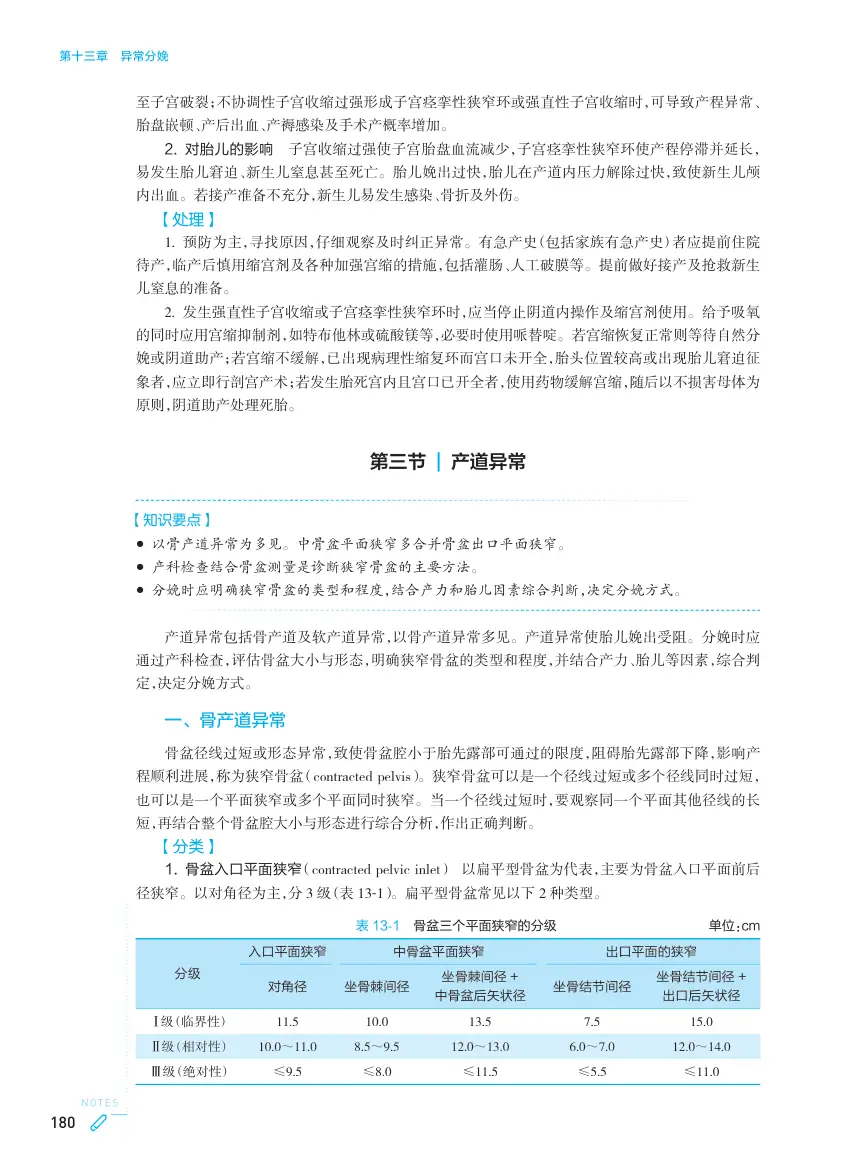 第十三章 异常分娩
至子宫破裂;不协调性子宫收缩过强形成子宫痉挛性狭窄环或强直性子宫收缩时,可导致产程异常、
胎盘嵌顿、产后出血、产褥感染及手术产概率增加。
2. 对胎儿的影响 子宫收缩过强使子宫胎盘血流减少,子宫痉挛性狭窄环使产程停滞并延长,
易发生胎儿窘迫、新生儿窒息甚至死亡。胎儿娩出过快,胎儿在产道内压力解除过快,致使新生儿颅
内出血。若接产准备不充分,新生儿易发生感染、骨折及外伤。
【处理】
1. 预防为主,寻找原因,仔细观察及时纠正异常。有急产史(包括家族有急产史)者应提前住院
待产,临产后慎用缩宫剂及各种加强宫缩的措施,包括灌肠、人工破膜等。提前做好接产及抢救新生
儿窒息的准备。
2. 发生强直性子宫收缩或子宫痉挛性狭窄环时,应当停止阴道内操作及缩宫剂使用。给予吸氧
的同时应用宫缩抑制剂,如特布他林或硫酸镁等,必要时使用哌替啶。若宫缩恢复正常则等待自然分
娩或阴道助产;若宫缩不缓解,已出现病理性缩复环而宫口未开全,胎头位置较高或出现胎儿窘迫征
象者,应立即行剖宫产术;若发生胎死宫内且宫口已开全者,使用药物缓解宫缩,随后以不损害母体为
原则,阴道助产处理死胎。
第三节 | 产道异常
【知识要点】
● 以骨产道异常为多见。中骨盆平面狭窄多合并骨盆出口平面狭窄。
● 产科检查结合骨盆测量是诊断狭窄骨盆的主要方法。
● 分娩时应明确狭窄骨盆的类型和程度,结合产力和胎儿因素综合判断,决定分娩方式。
产道异常包括骨产道及软产道异常,以骨产道异常多见。产道异常使胎儿娩出受阻。分娩时应
通过产科检查,评估骨盆大小与形态,明确狭窄骨盆的类型和程度,并结合产力、胎儿等因素,综合判
定,决定分娩方式。
一、骨产道异常
骨盆径线过短或形态异常,致使骨盆腔小于胎先露部可通过的限度,阻碍胎先露部下降,影响产
程顺利进展,称为狭窄骨盆(contracted pelvis)。狭窄骨盆可以是一个径线过短或多个径线同时过短,
也可以是一个平面狭窄或多个平面同时狭窄。当一个径线过短时,要观察同一个平面其他径线的长
短,再结合整个骨盆腔大小与形态进行综合分析,作出正确判断。
【分类】
1. 骨盆入口平面狭窄(contracted pelvic inlet) 以扁平型骨盆为代表,主要为骨盆入口平面前后
径狭窄。以对角径为主,分 3 级(表 13-1)。扁平型骨盆常见以下 2 种类型。
表 13-1 骨盆三个平面狭窄的分级 单位:cm
分级 入口平面狭窄 中骨盆平面狭窄 出口平面的狭窄
对角径 坐骨棘间径 坐骨棘间径 + 中骨盆后矢状径 坐骨结节间径 坐骨结节间径 + 出口后矢状径
Ⅰ级(临界性) 11.5 10.0 13.5 7.5 15.0
Ⅱ级(相对性) 10.0～11.0 8.5～9.5 12.0～13.0 6.0～7.0 12.0～14.0
Ⅲ级(绝对性) ≤9.5 ≤8.0 ≤11.5 ≤5.5 ≤11.0
NOTES
180